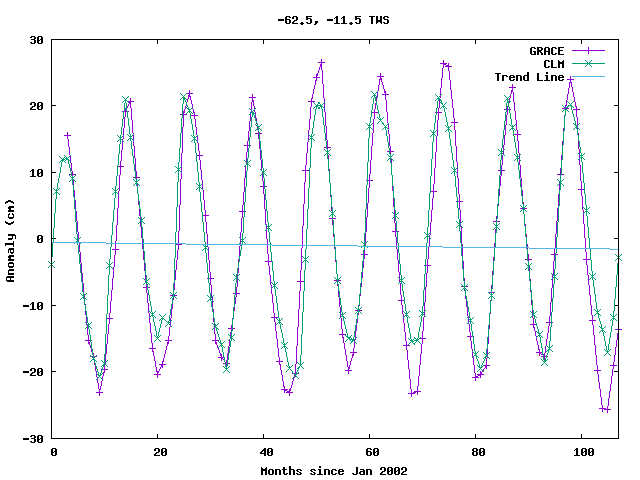 -62.5, -11.5 TWS
GRACE
CLM
Trend Line
30
20
10
0
-10
-20
-30
Anomaly (cm)
0 20 40 60 80 100
Months since Jan 2002